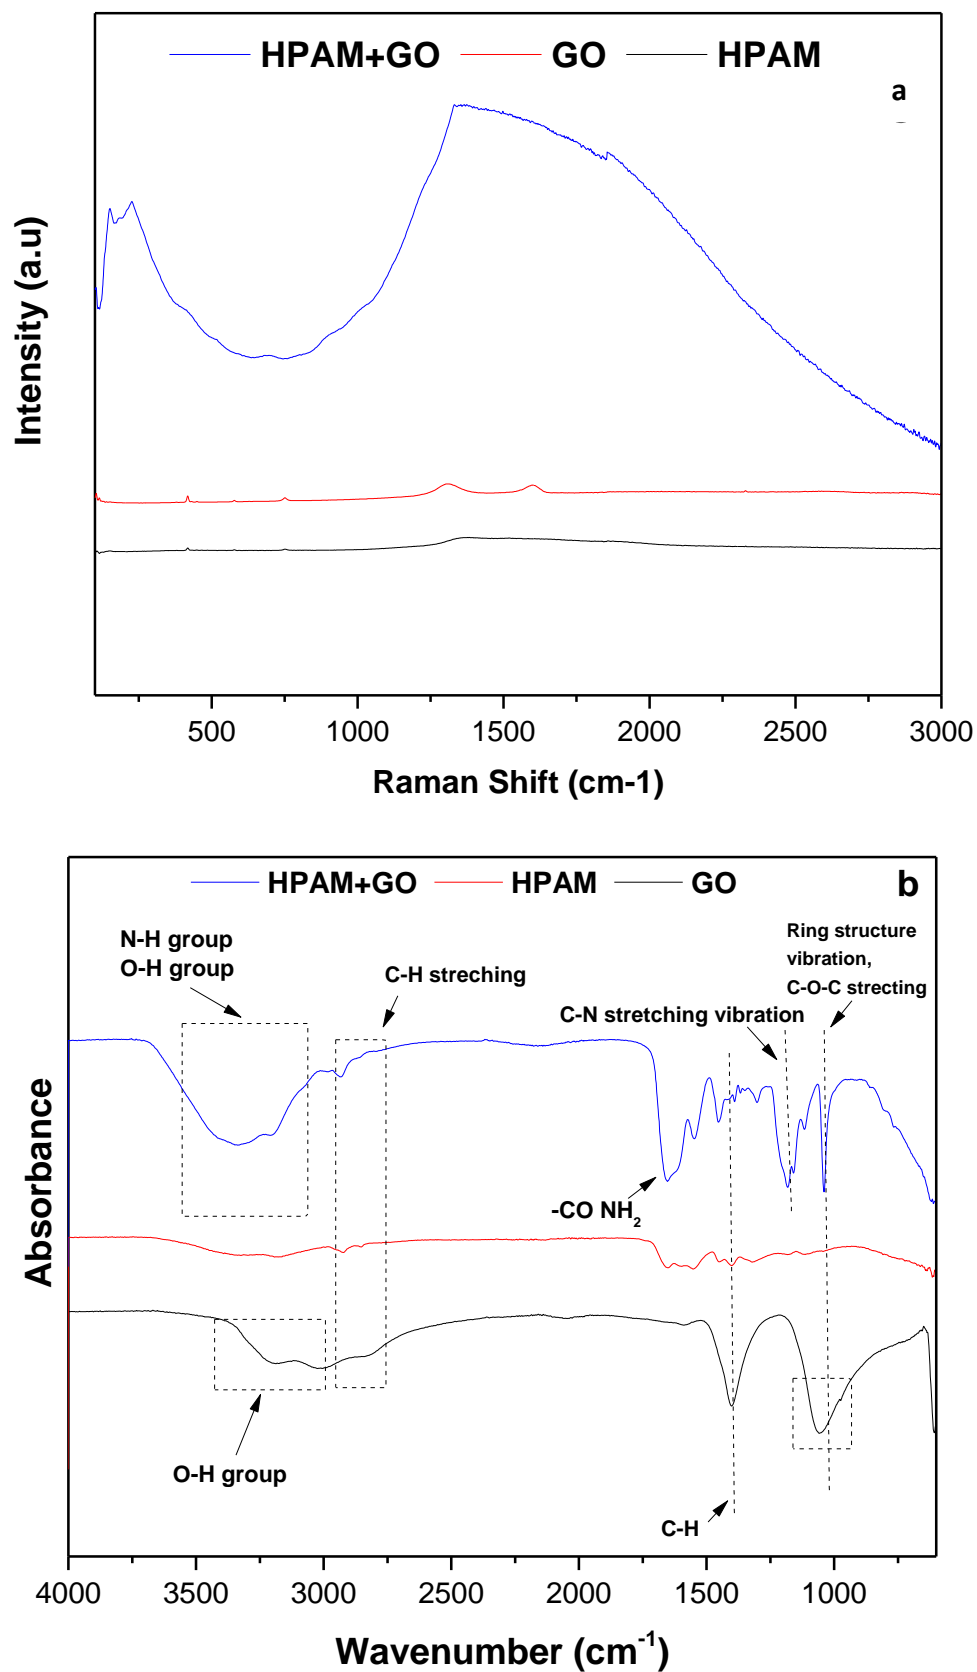 HPAM+GO GO HPAM
a
Intensity (a.u)
500 1000 1500 2000 2500 3000
Raman Shift (cm-1)
HPAM+GO HPAM GO
b
N-H group
O-H group
C-H streching
Ring structure
vibration,
C-O-C strecting
C-N stretching vibration
-CO NH2
Absorbance
O-H group
C-H
4000 3500 3000 2500 2000 1500 1000
Wavenumber (cm-1)